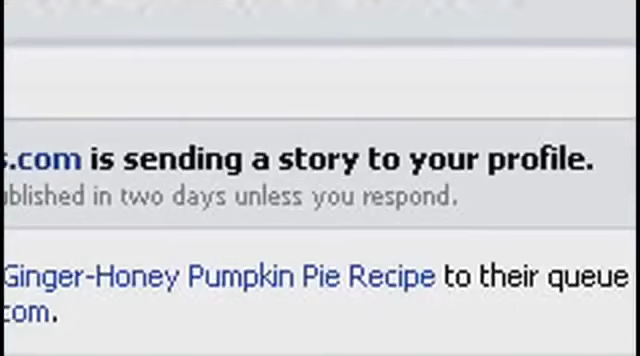 s.com is sending a story to your profile.
ublished in two days unless you respond.
Ginger-Honey Pumpkin Pie Recipe to their queue
com.